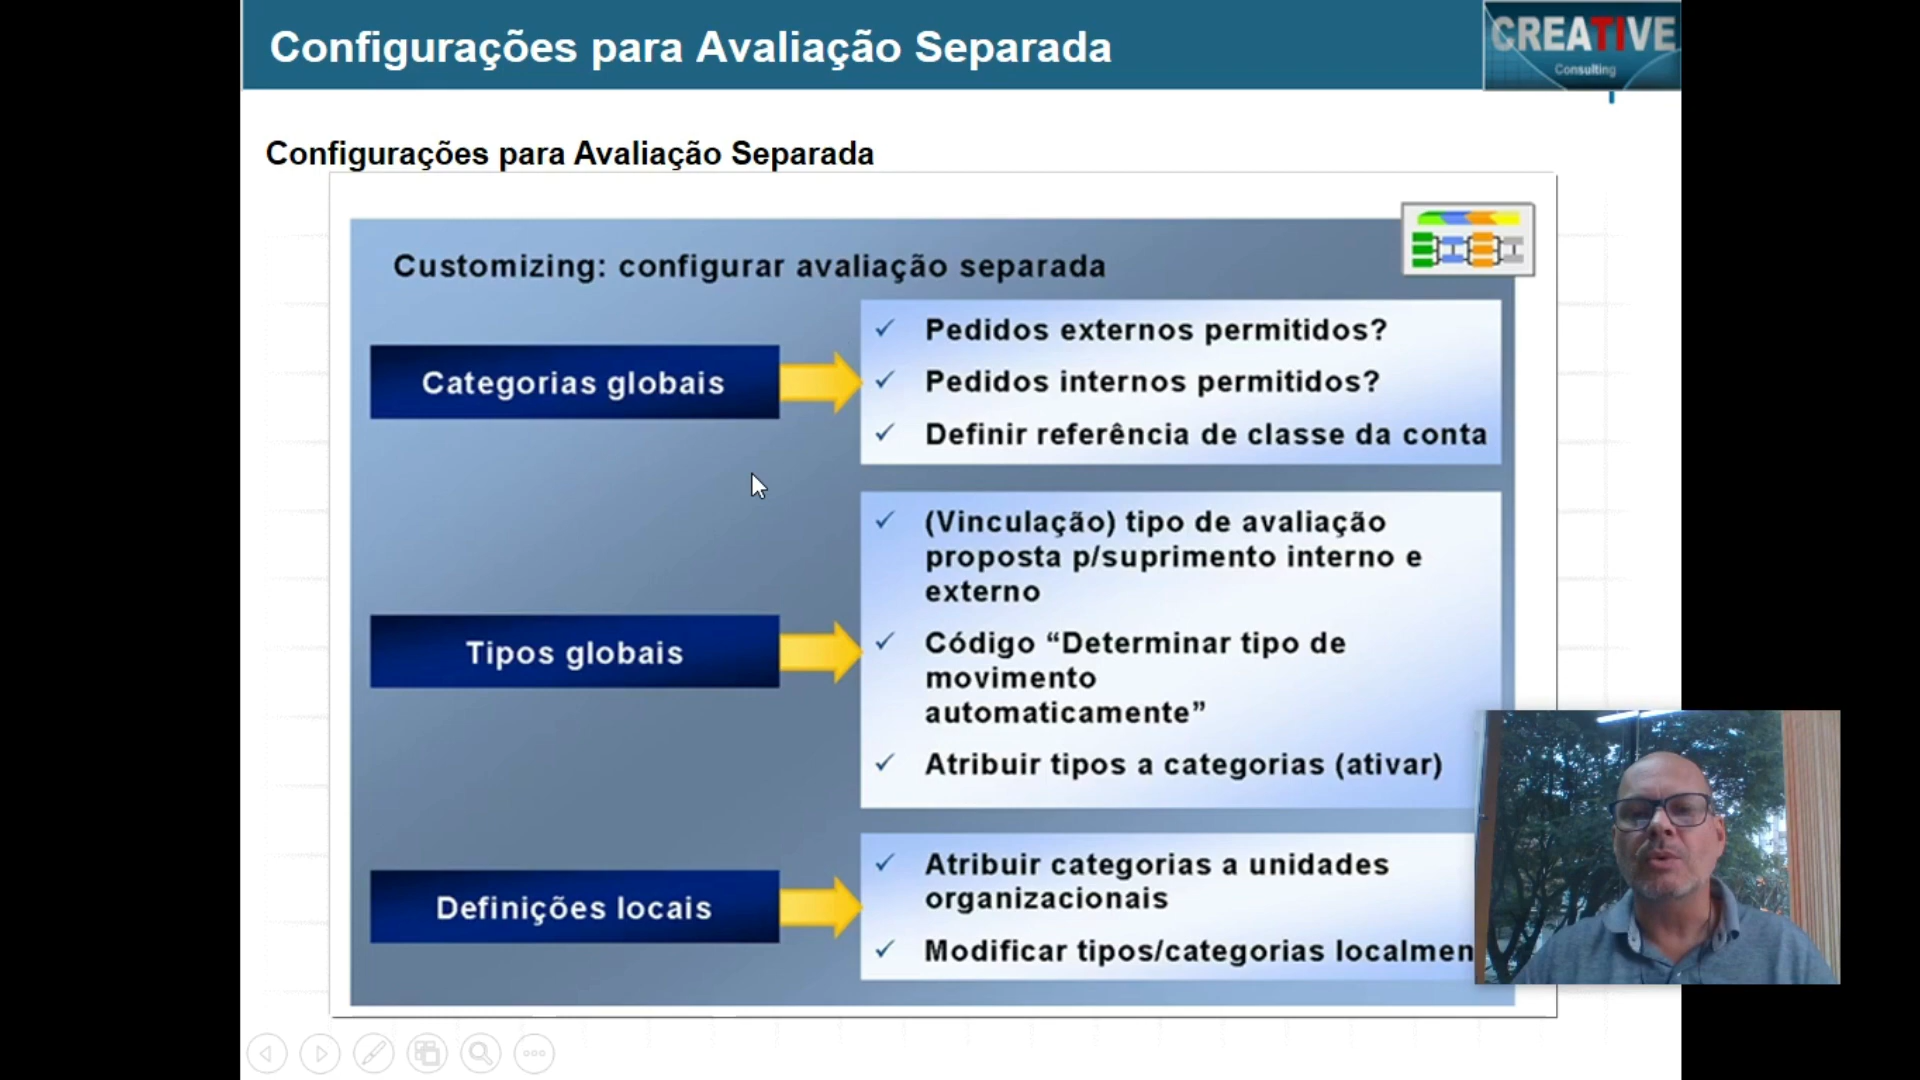 Configurações para Avaliação Separada
CREATIVE
Consulting
Configurações para Avaliação Separada
Customizing: configurar avaliação separada
Categorias globais
Pedidos externos permitidos?
Pedidos internos permitidos?
Definir referência de classe da conta
Tipos globais
(Vinculação) tipo de avaliação
proposta p/suprimento interno e
externo
Código “Determinar tipo de
movimento
automaticamente”
Atribuir tipos a categorias (ativar)
Definições locais
Atribuir categorias a unidades
organizacionais
Modificar tipos/categorias localmen